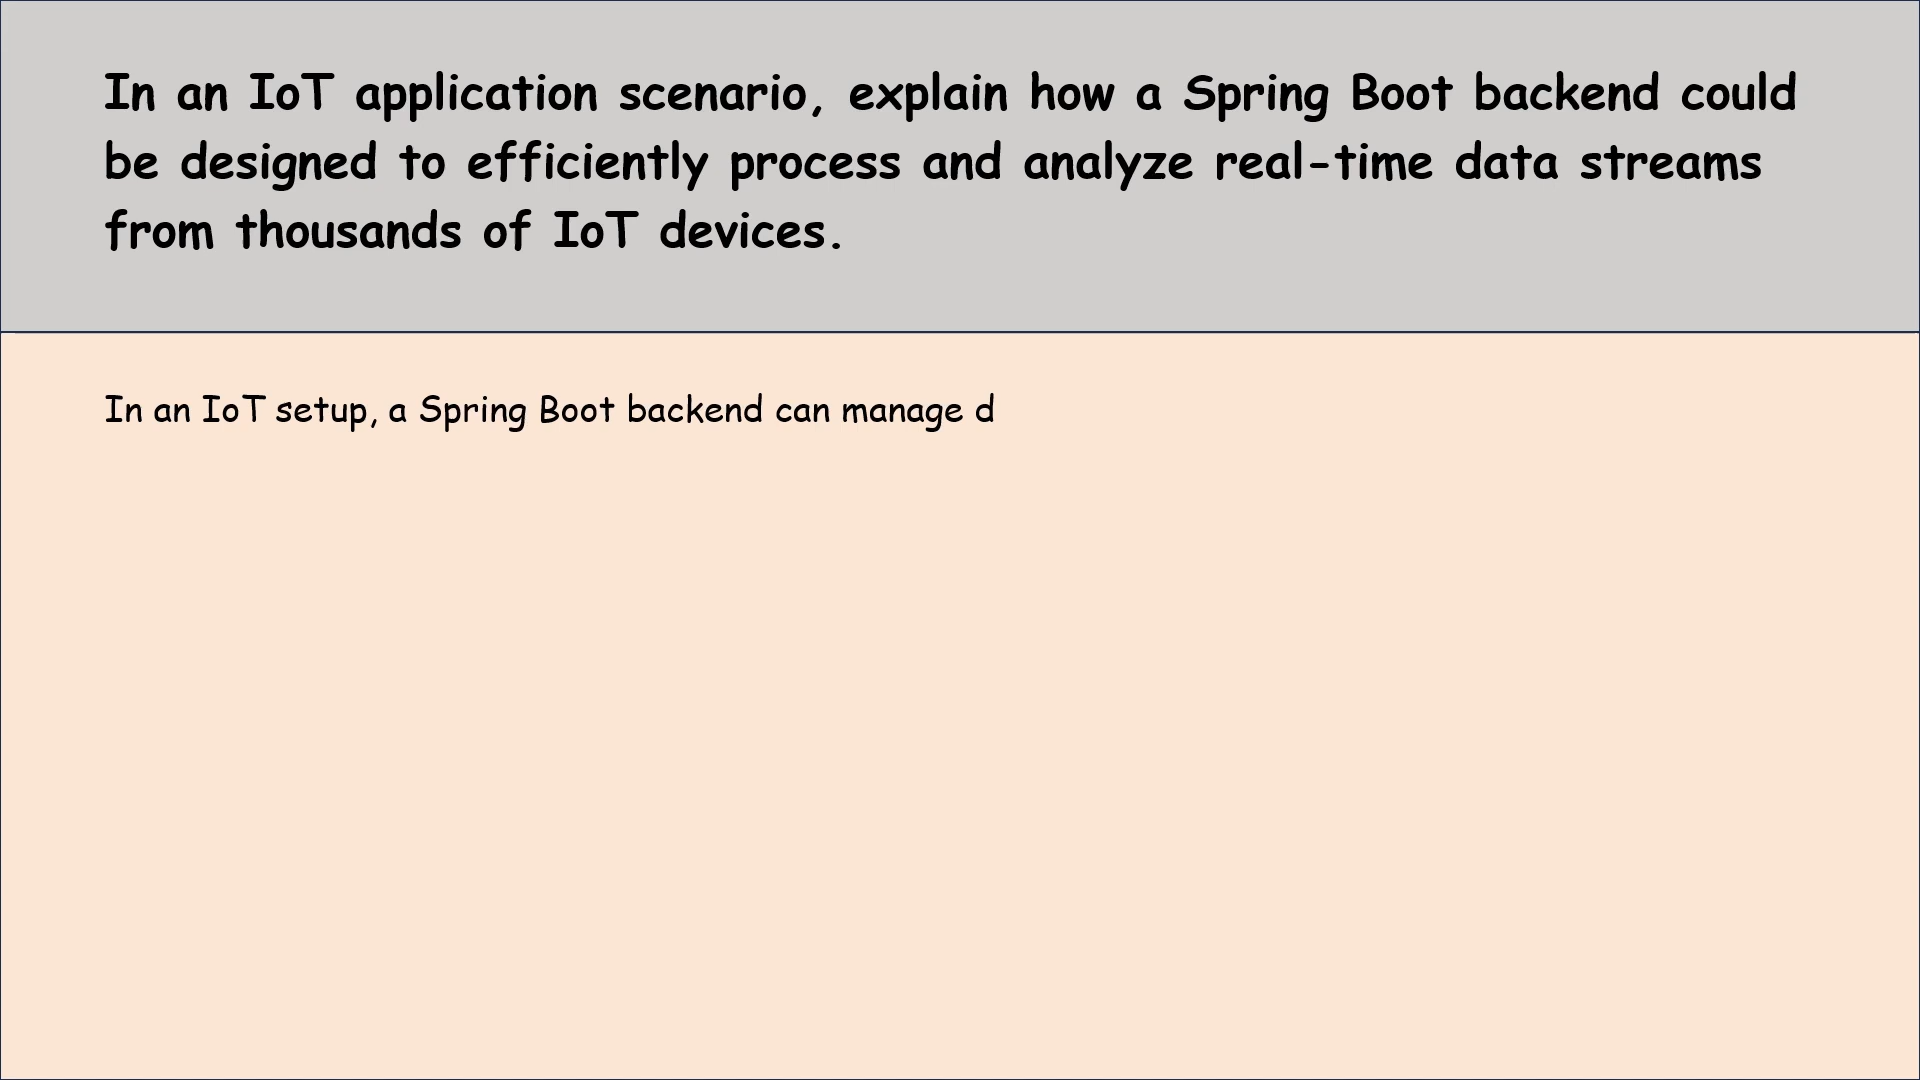 In an IoT application scenario, explain how a Spring Boot backend could
be designed to efficiently process and analyze real-time data streams
from thousands of IoT devices.
In an IoT setup, a Spring Boot backend can manage d